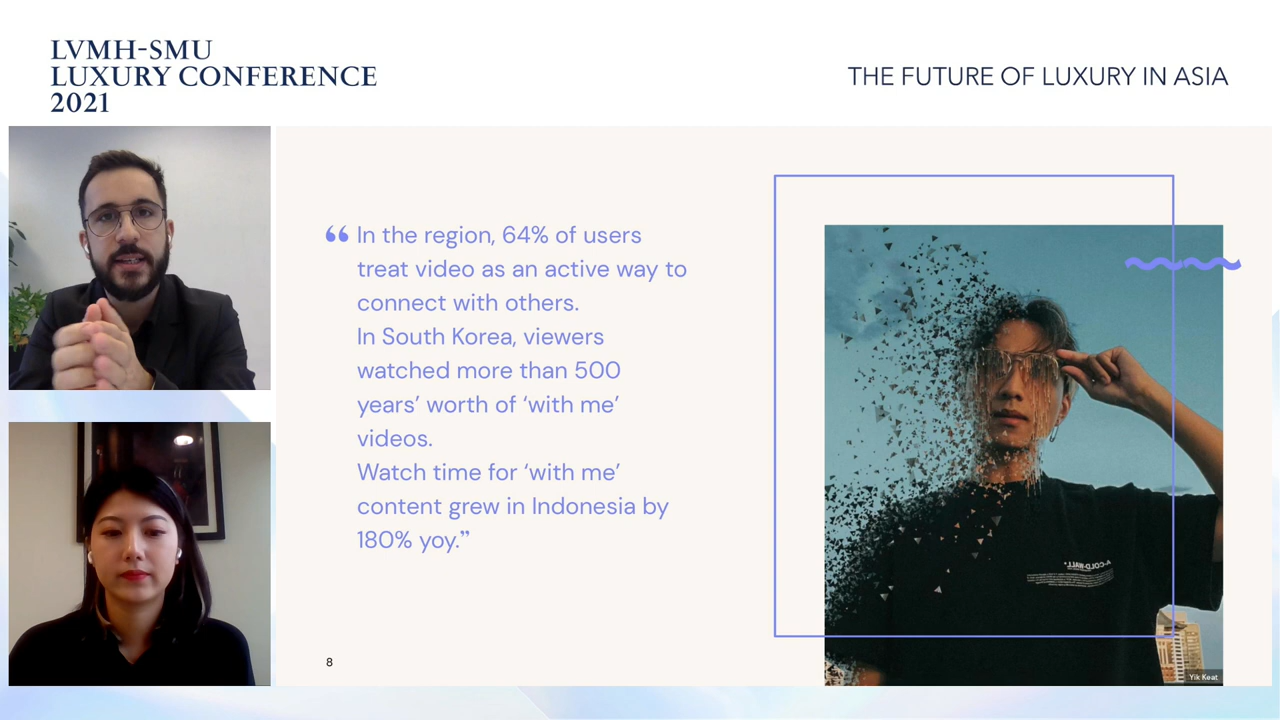 LVMH-SMU
LUXURY CONFERENCE
2021
THE FUTURE OF LUXURY IN ASIA
“ In the region, 64% of users
treat video as an active way to
connect with others.
In South Korea, viewers
watched more than 500
years’ worth of ‘with me’
videos.
Watch time for ‘with me’
content grew in Indonesia by
180% yoy.”
A-COLD-WALL*
Yik Keat
8